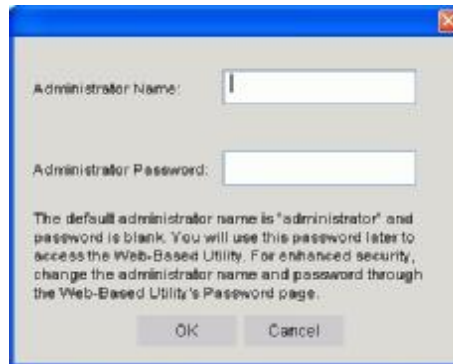 Administrator Name:
Administrator Password:
The default administrator name is "administrator" and
password is blank. You will use this password later to
access the Web-Based Utility. For enhanced security,
change the administrator name and password through
the Web-Based Utility's Password page.
OK
Cancel